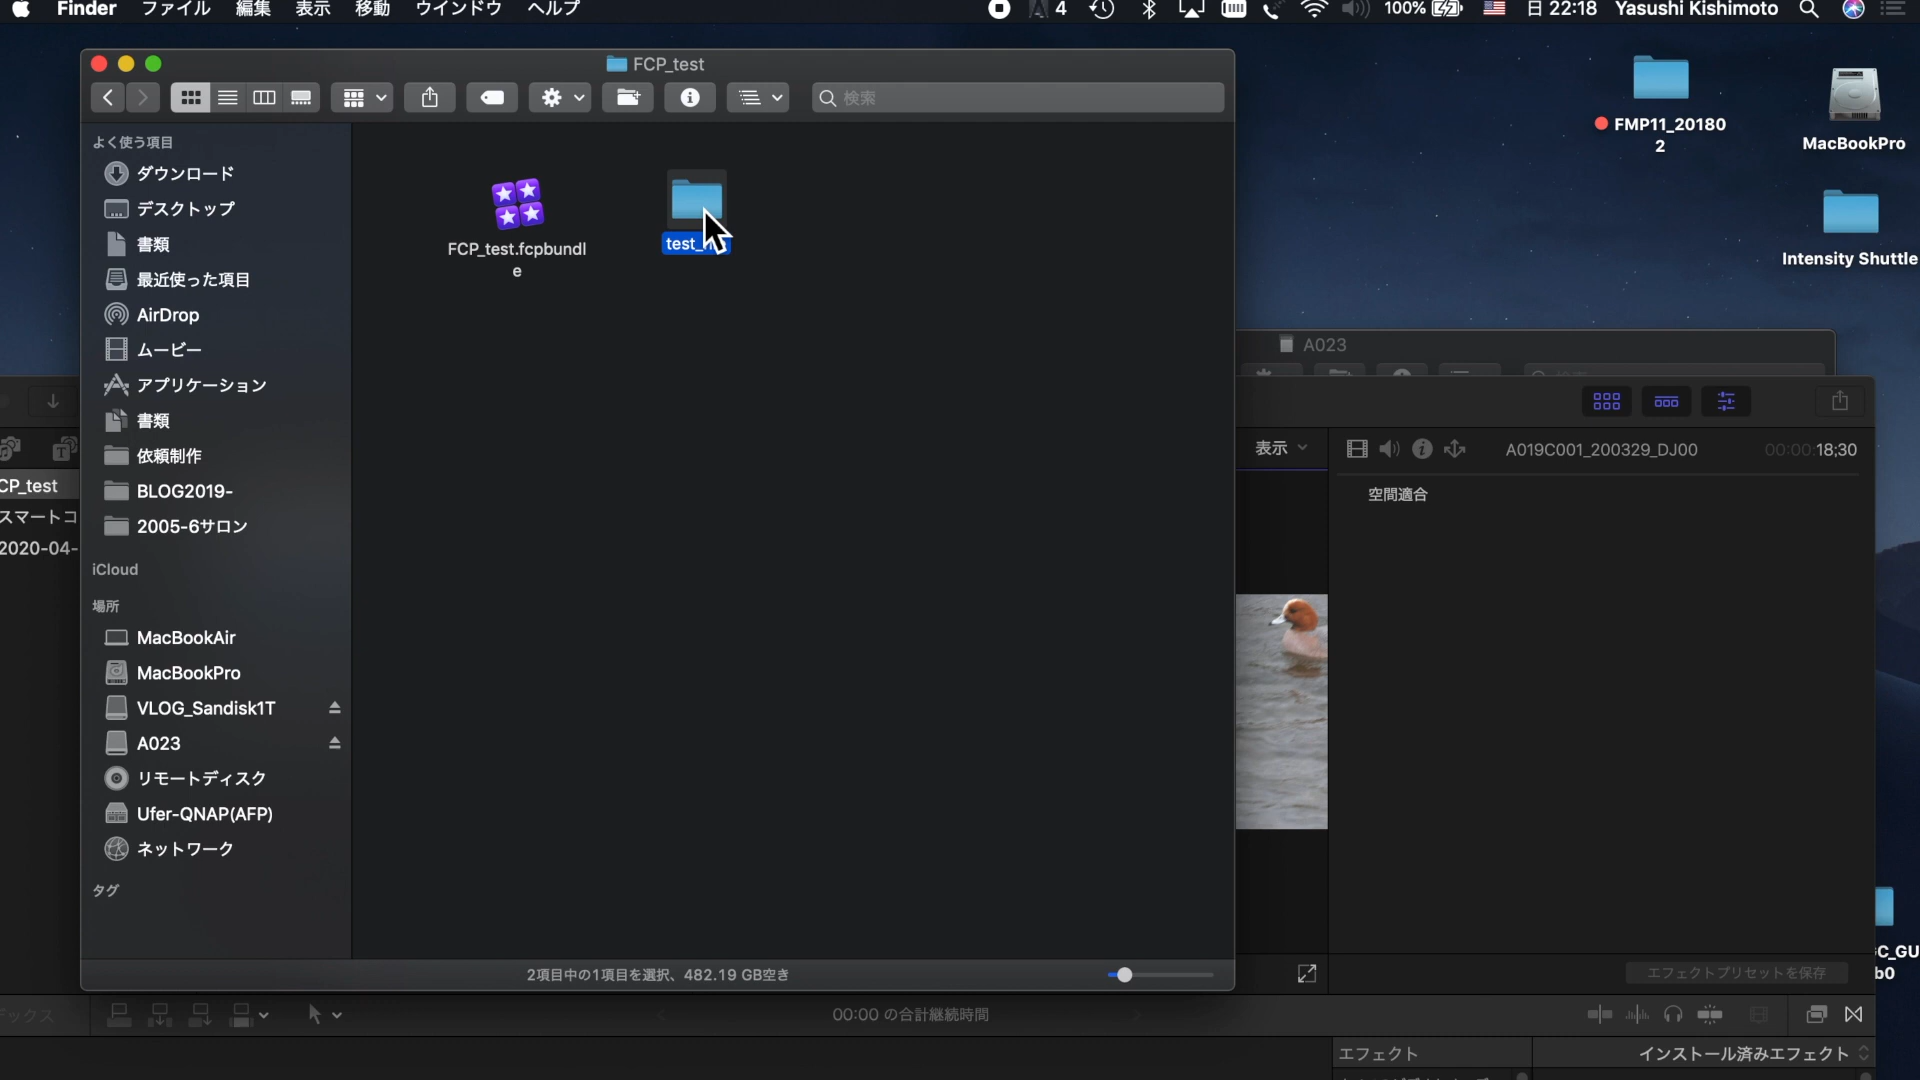 Finder ファイル 編集 表示 移動 ウインドウ ヘルプ 4 100% 日 22:18 Yasushi Kishimoto
FCP_test
検索
よく使う項目
ダウンロード
デスクトップ
書類
最近使った項目
AirDrop
ムービー
アプリケーション
書類
依頼制作
BLOG2019-
2005-6サロン
iCloud
場所
MacBookAir
MacBookPro
VLOG_Sandisk1T
A023
リモートディスク
Ufer-QNAP(AFP)
ネットワーク
タグ
FCP_test.fcpbundl
e
2項目中の1項目を選択、482.19 GB空き
FMP11_20180
2
MacBookPro
Intensity Shuttle
A023
表示
A019C001_200329_DJ00
00:00:18;30
空間適合
CP_test
スマートコ
2020-04-
C_GU
b0
エフェクトプリセットを保存
デックス
00:00 の合計継続時間
エフェクト
インストール済みエフェクト